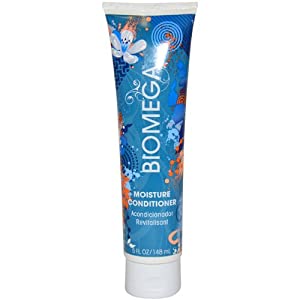 BIOMEGA
MOISTURE
CONDITIONER
Acondicionador
Revitalisant
5 FL OZ/148 mL